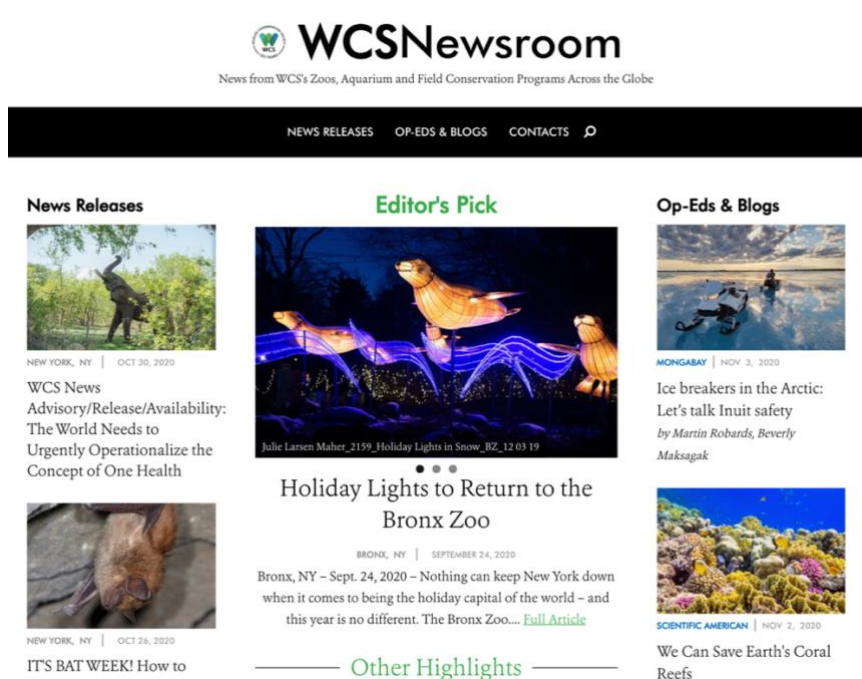 WCS
WCSNewsroom
News from WCS's Zoos, Aquarium and Field Conservation Programs Across the Globe
NEWS RELEASES
OP-EDS & BLOGS
CONTACTS
News Releases
NEW YORK, NY | OCT 30, 2020
WCS News
Advisory/Release/Availability:
The World Needs to
Urgently Operationalize the
Concept of One Health
NEW YORK, NY | OCT 26, 2020
IT'S BAT WEEK! How to
Editor's Pick
Julie Larsen Maher_2159_Holiday Lights in Snow_BZ_12 03 19
Holiday Lights to Return to the
Bronx Zoo
BRONX, NY | SEPTEMBER 24, 2020
Bronx, NY – Sept. 24, 2020 – Nothing can keep New York down
when it comes to being the holiday capital of the world – and
this year is no different. The Bronx Zoo.... Full Article
Other Highlights
Op-Eds & Blogs
MONGABAY | NOV 3, 2020
Ice breakers in the Arctic:
Let's talk Inuit safety
by Martin Robards, Beverly
Maksagak
SCIENTIFIC AMERICAN | NOV 2, 2020
We Can Save Earth's Coral
Reefs